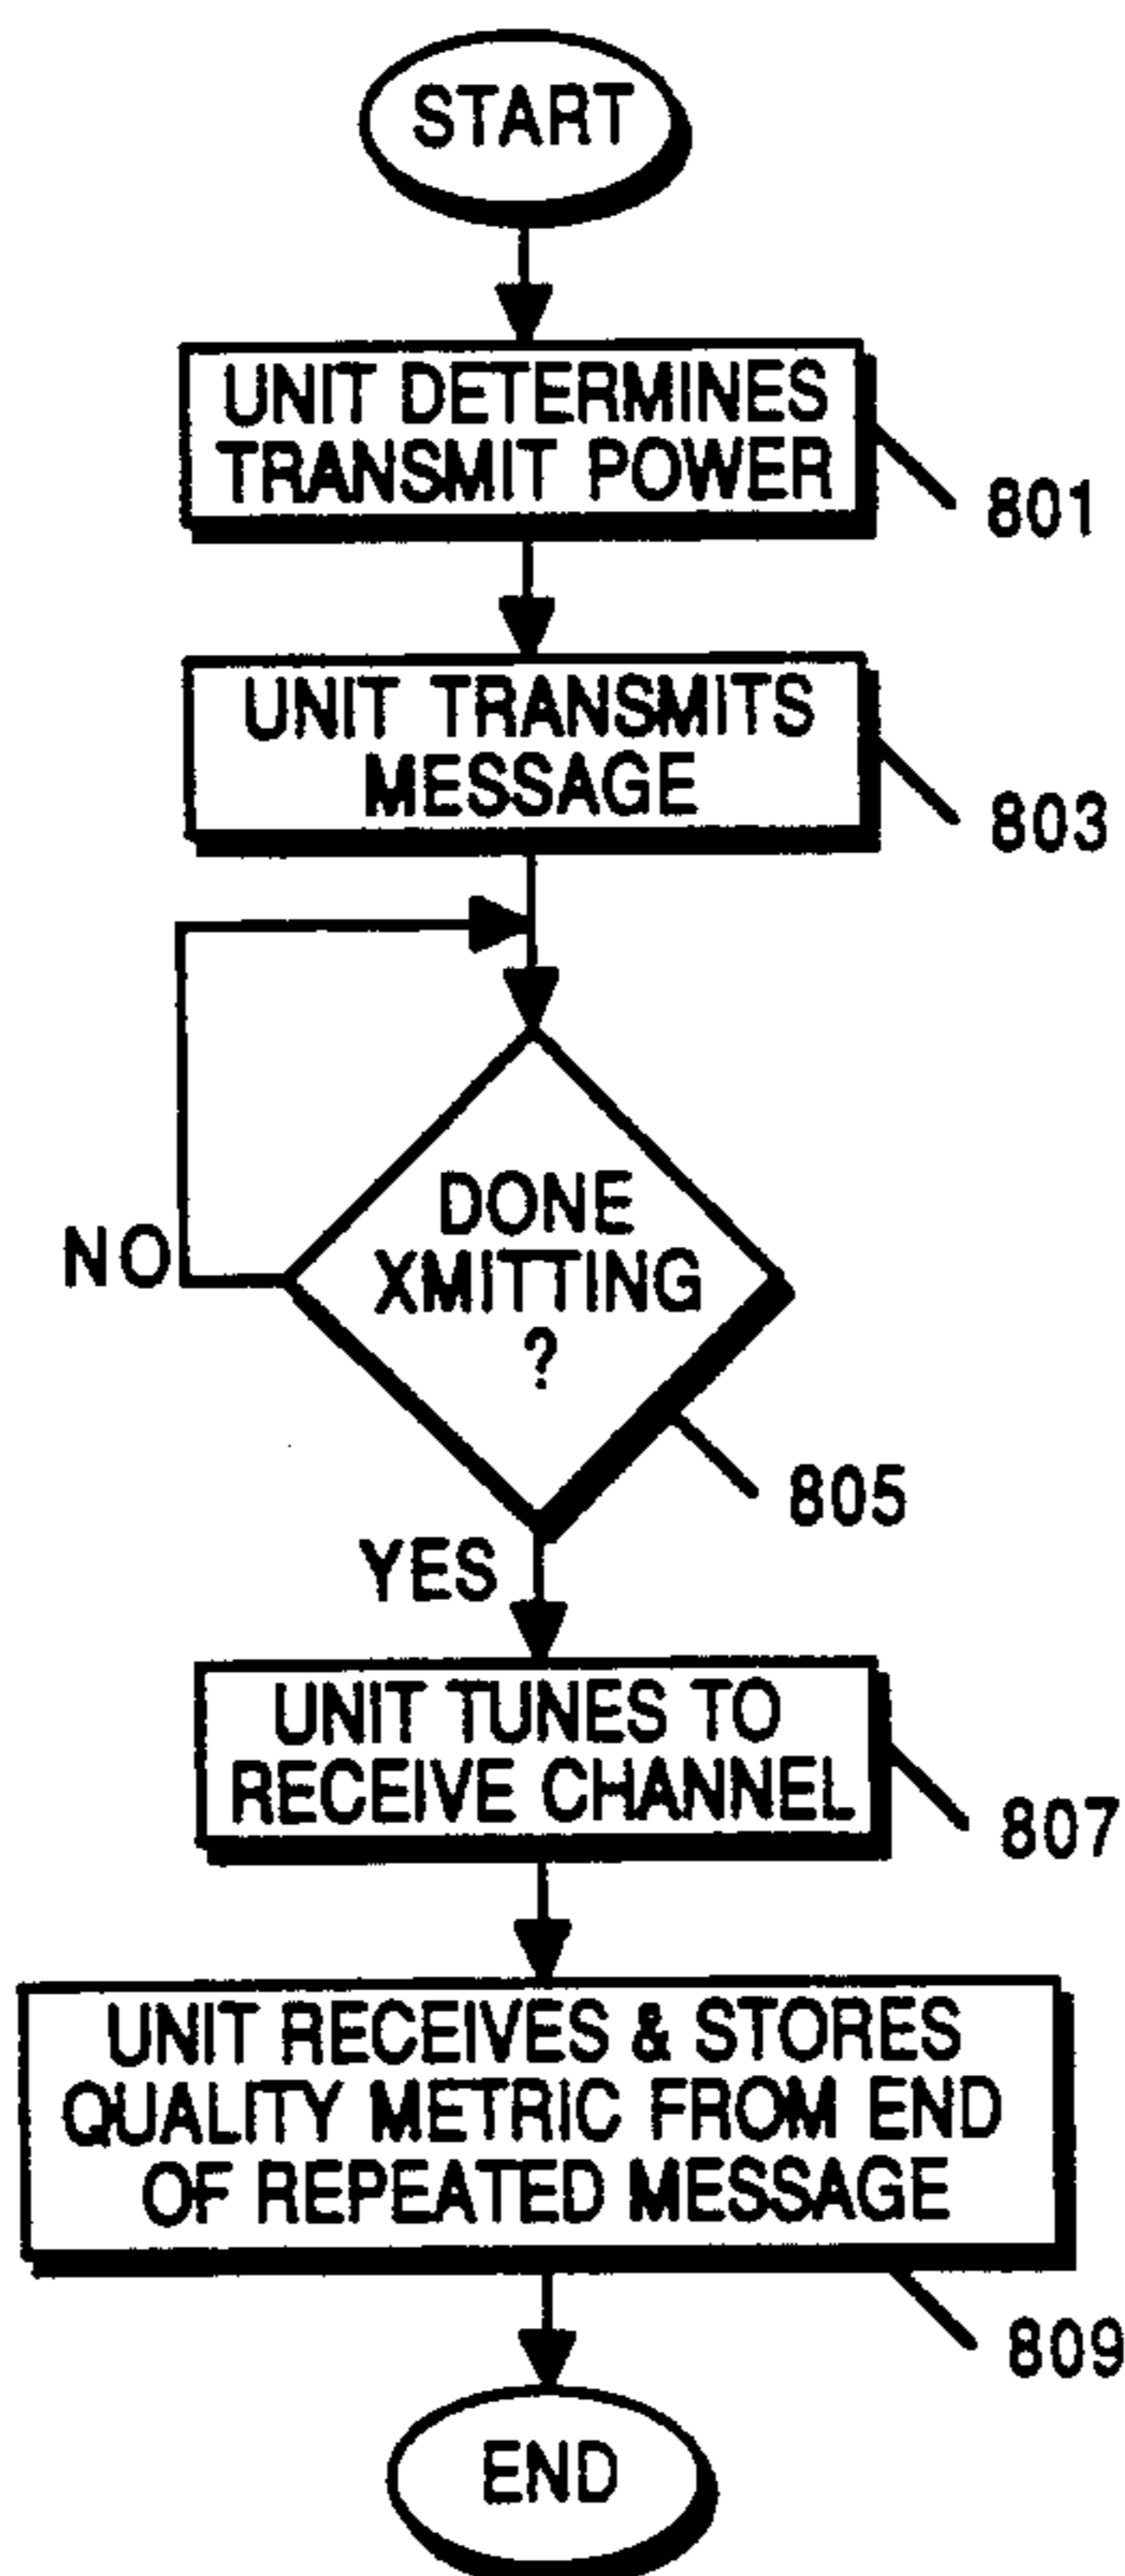 START
UNIT DETERMINES
TRANSMIT POWER
801
UNIT TRANSMITS
MESSAGE
803
DONE
XMITTING
?
NO
805
YES
UNIT TUNES TO
RECEIVE CHANNEL
807
UNIT RECEIVES & STORES
QUALITY METRIC FROM END
OF REPEATED MESSAGE
809
END